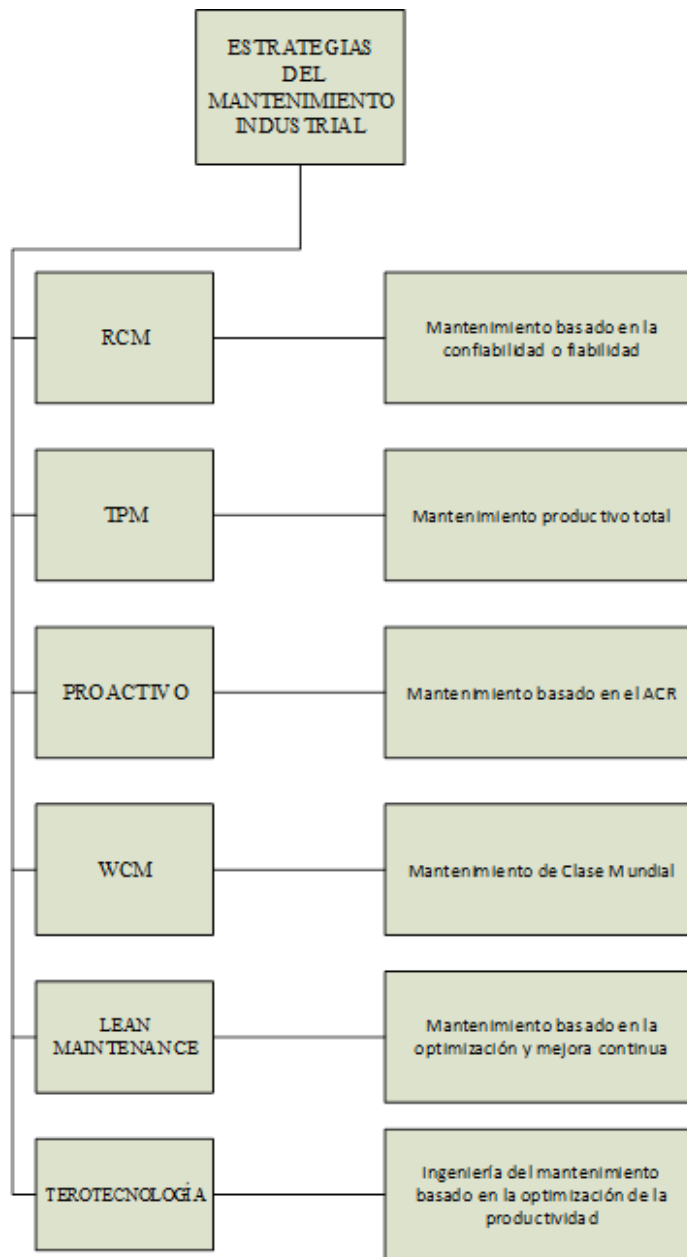 ESTRATEGIAS
DEL
MANTENIMIENTO
INDUSTRIAL
RCM
Mantenimiento basado en la
confiabilidad o fiabilidad
TPM
Mantenimiento productivo total
PROACTIVO
Mantenimiento basado en el ACR
WCM
Mantenimiento de Clase Mundial
LEAN
MAINTENANCE
Mantenimiento basado en la
optimización y mejora continua
TEROTECNOLOGÍA
Ingeniería del mantenimiento
basado en la optimización de la
productividad